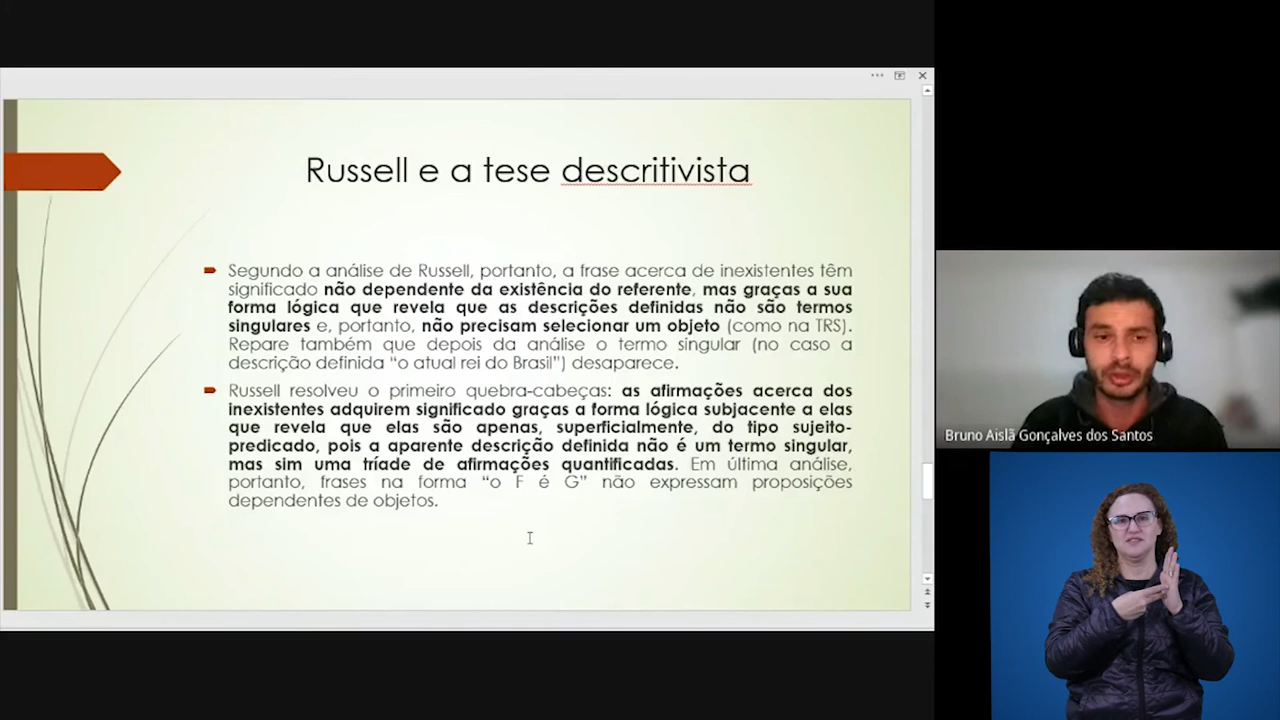 Russell e a tese descritivista
Segundo a análise de Russell, portanto, a frase acerca de inexistentes têm
significado não dependente da existência do referente, mas graças a sua
forma lógica que revela que as descrições definidas não são termos
singulares e, portanto, não precisam selecionar um objeto (como na TRS).
Repare também que depois da análise o termo singular (no caso a
descrição definida “o atual rei do Brasil”) desaparece.
Russell resolveu o primeiro quebra-cabeças: as afirmações acerca dos
inexistentes adquirem significado graças a forma lógica subjacente a elas
que revela que elas são apenas, superficialmente, do tipo sujeito-
predicado, pois a aparente descrição definida não é um termo singular,
mas sim uma tríade de afirmações quantificadas. Em última análise,
portanto, frases na forma “o F é G” não expressam proposições
dependentes de objetos.
Bruno Aislã Gonçalves dos Santos